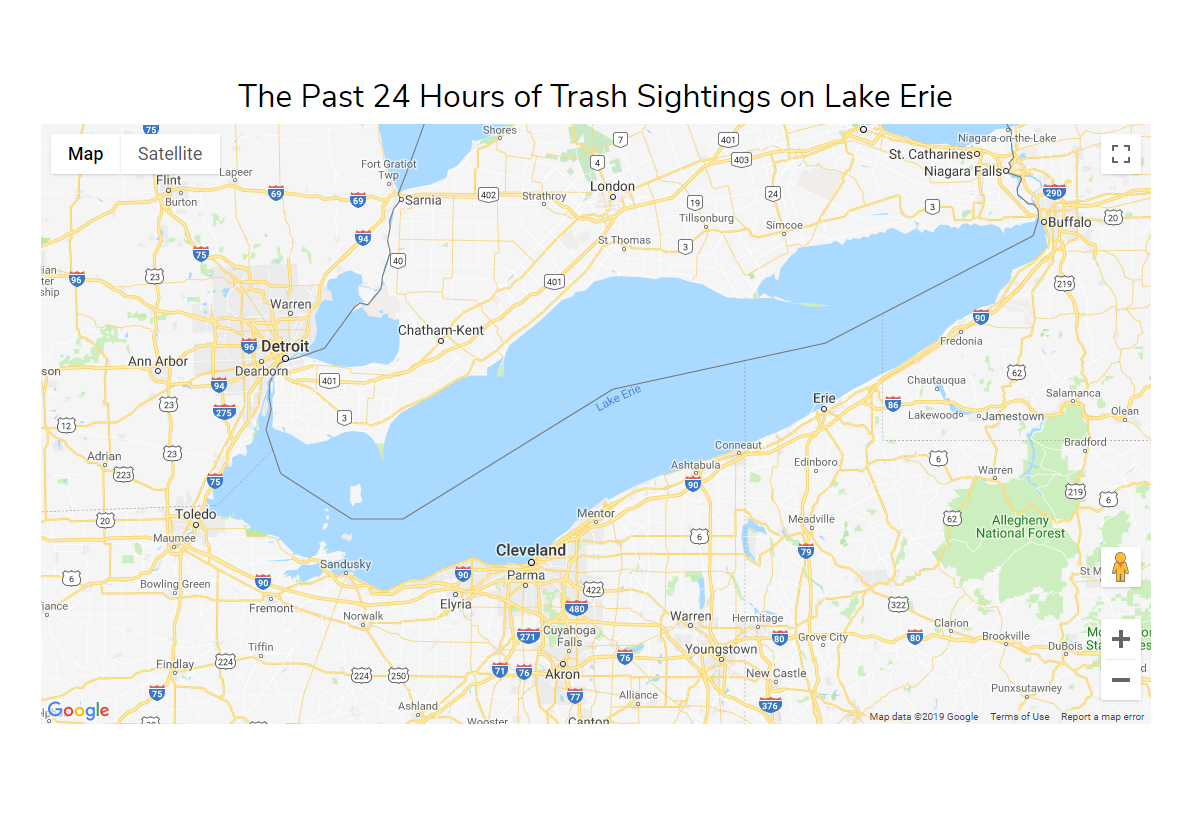 The Past 24 Hours of Trash Sightings on Lake Erie
Map
Satellite
75
Shores
7
401
403
4
Niagara-on-the-Lake
St. Catharines
Niagara Falls
Fort Gratiot
Twp
Lapeer
Flint
Burton
69
69
Sarnia
402
Strathroy
London
19
24
Tillsonburg
Simcoe
3
290
Buffalo
20
94
75
St Thomas
3
40
96
23
401
219
Warren
Chatham-Kent
90
Fredonia
96
Detroit
Ann Arbor
Dearborn
94
401
62
Chautauqua
Salamanca
Lake Erie
Erie
86
23
275
3
Lakewood
Jamestown
Olean
12
Bradford
Adrian
23
223
Conneaut
Ashtabula
Edinboro
6
Warren
75
90
219
6
20
Toledo
Mentor
Meadville
62
Allegheny
National Forest
Maumee
6
79
Cleveland
Sandusky
Parma
6
Bowling Green
90
90
422
St M
Fremont
Elyria
480
322
Norwalk
Warren
Hermitage
Clarion
271
Cuyahoga
Falls
80
Grove City
80
Brookville
DuBois
Tiffin
Youngstown
Findlay
224
224
250
71
76
Akron
76
New Castle
75
77
Alliance
Punxsutawney
Ashland
376
Wooster
Canton
Google
Map data ©2019 Google
Terms of Use
Report a map error